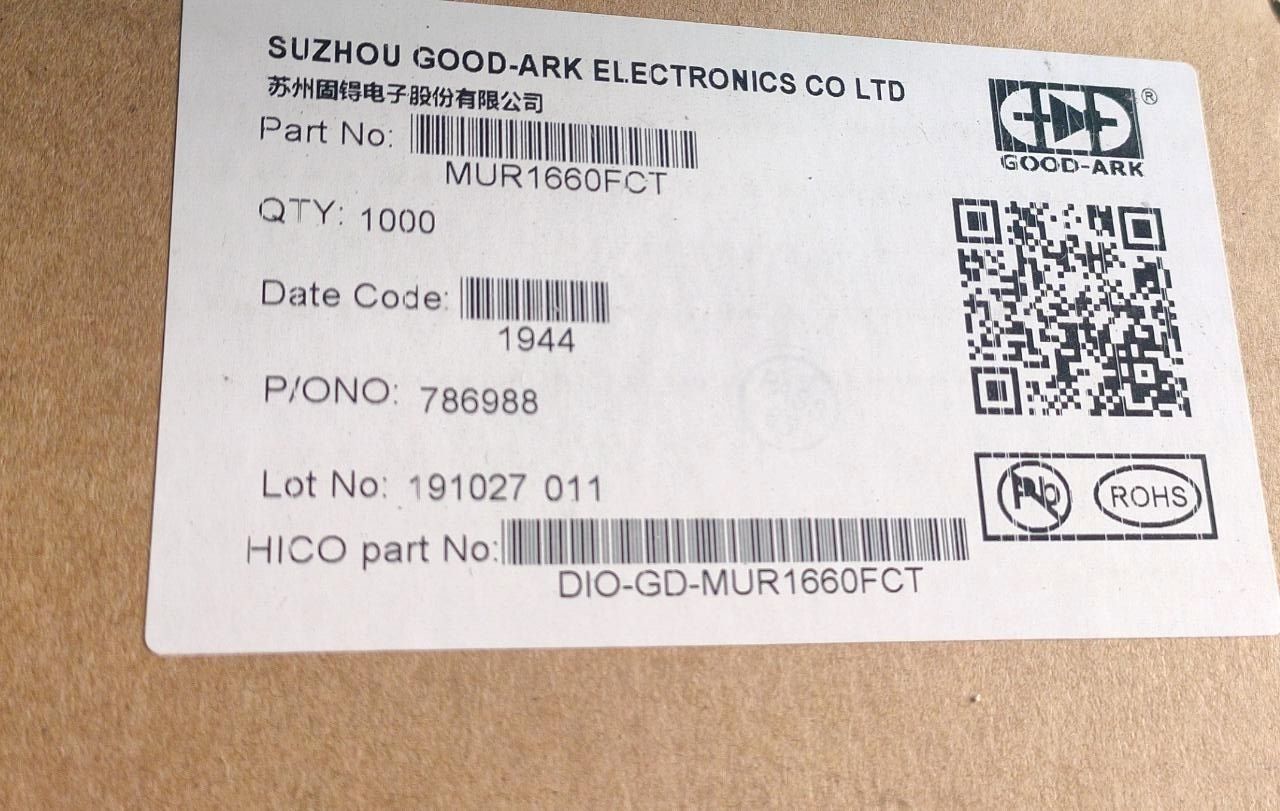 SUZHOU GOOD-ARK ELECTRONICS CO LTD
苏州固锝电子股份有限公司
Part No:
MUR1660FCT
QTY: 1000
Date Code:
1944
P/ONO: 786988
Lot No: 191027 011
HICO part No:
DIO-GD-MUR1660FCT
®
GOOD-ARK
Pb
ROHS